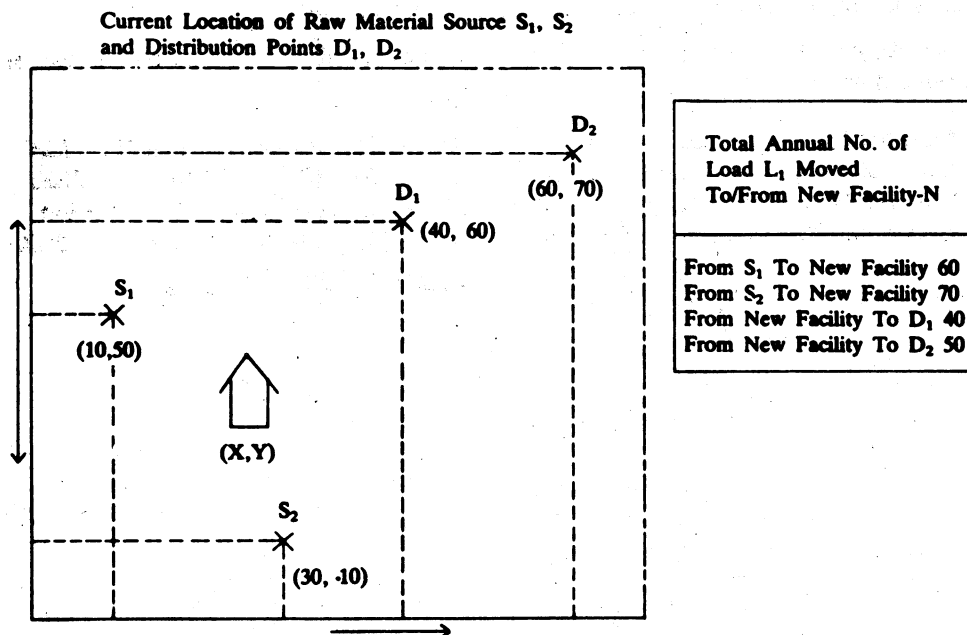 Current Location of Raw Material Source S₁, S₂
and Distribution Points D₁, D₂
D₂
(60, 70)
D₁
(40, 60)
S₁
(10,50)
(X,Y)
S₂
(30, -10)
Total Annual No. of
Load L₁ Moved
To/From New Facility-N
From S₁ To New Facility 60
From S₂ To New Facility 70
From New Facility To D₁ 40
From New Facility To D₂ 50